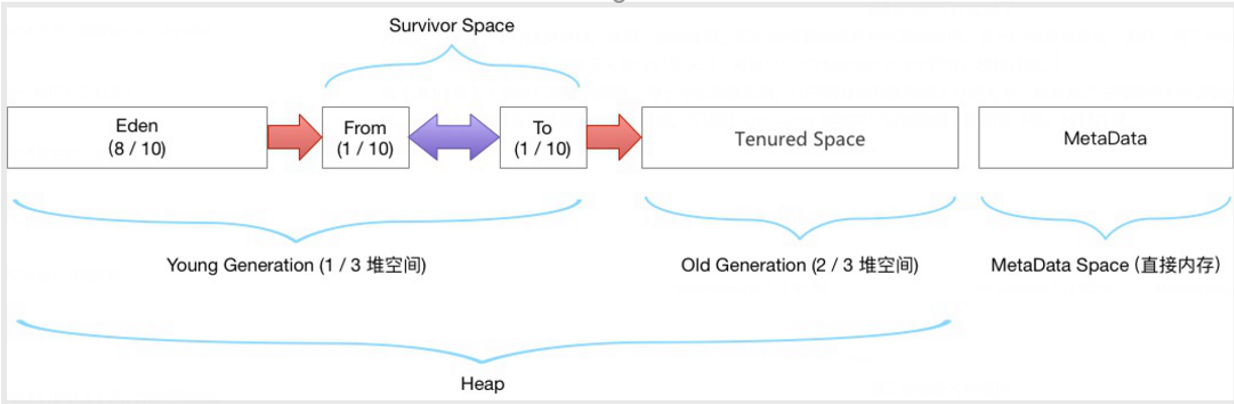 Survivor Space
Eden
(8 / 10)
From
(1 / 10)
To
(1 / 10)
Tenured Space
MetaData
Young Generation (1 / 3 堆空间)
Old Generation (2 / 3 堆空间)
MetaData Space (直接内存)
Heap